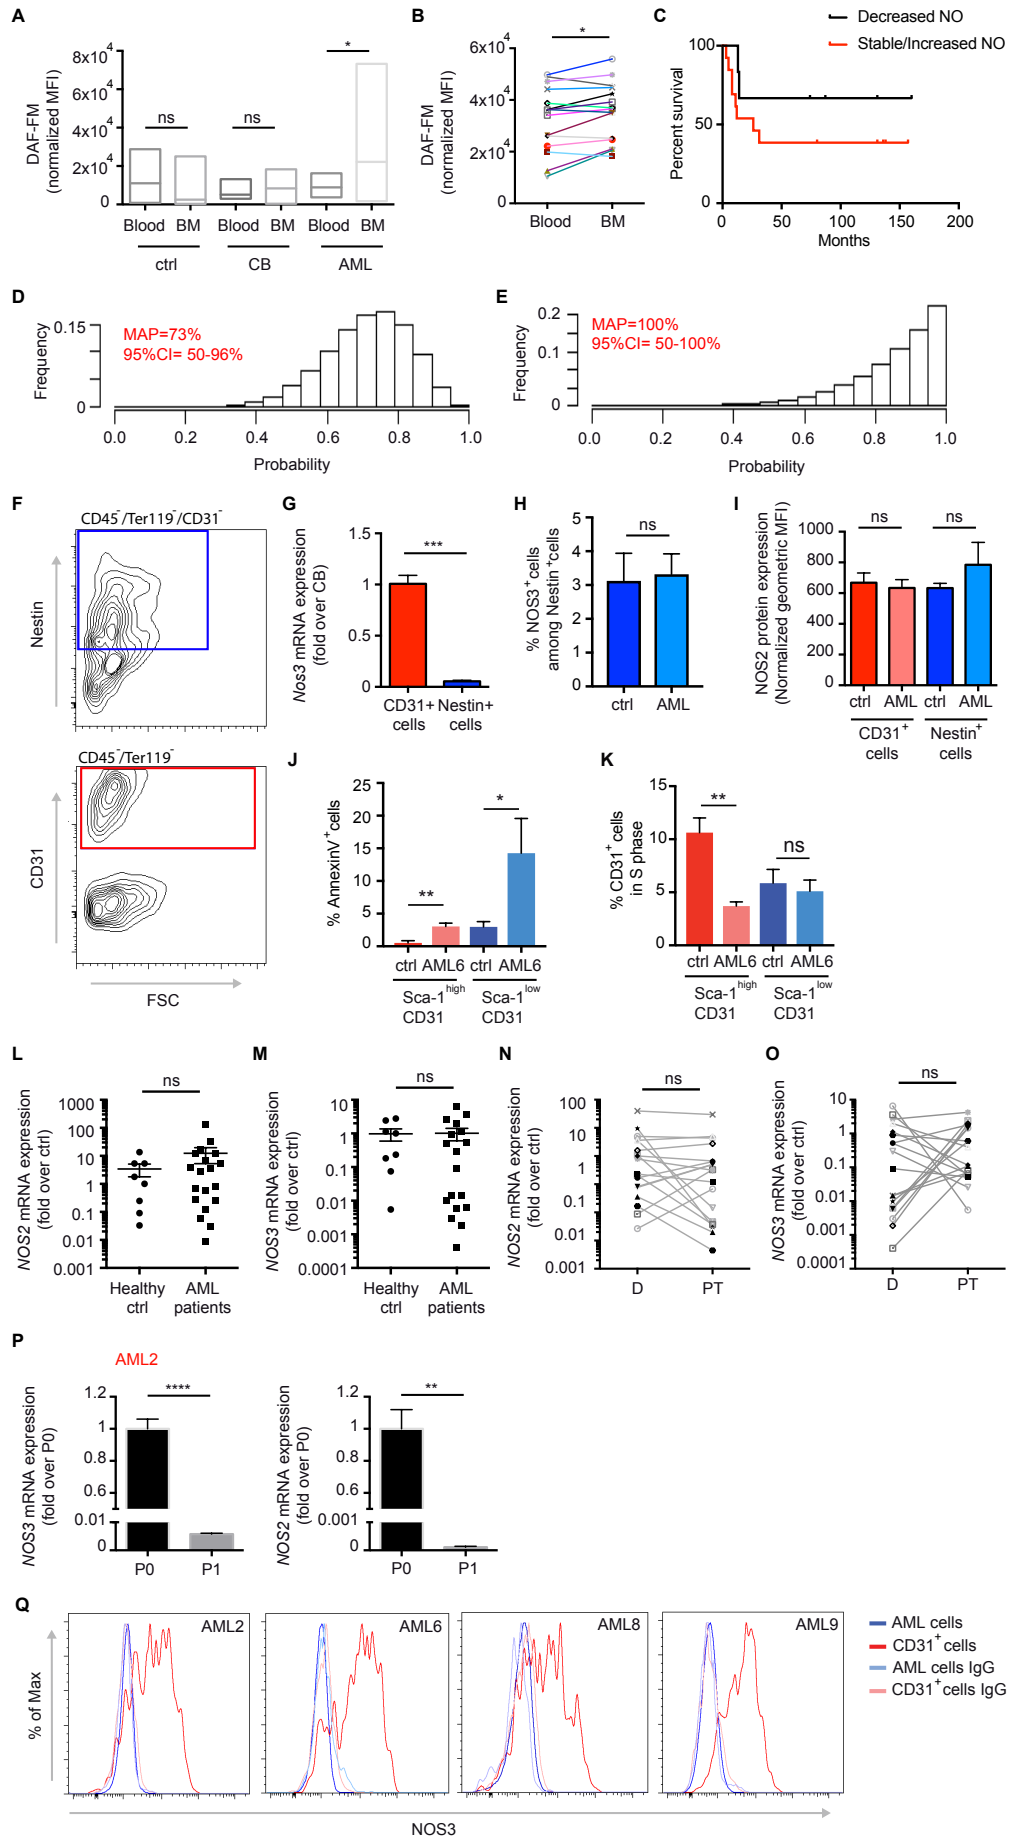 A
DAF-FM
(normalized MFI)
8x10⁴
6x10⁴
4x10⁴
2x10⁴
0
ns
ns
*
Blood BM Blood BM Blood BM
ctrl CB AML
B
DAF-FM
(normalized MFI)
6x10⁴
4x10⁴
2x10⁴
0
*
Blood BM
C
Decreased NO
Stable/Increased NO
Percent survival
100
50
0
0 50 100 150 200
Months
D
Frequency
0.15
0
MAP=73%
95%CI= 50-96%
0.0 0.2 0.4 0.6 0.8 1.0
Probability
E
Frequency
0.2
0.1
0
MAP=100%
95%CI= 50-100%
0.0 0.2 0.4 0.6 0.8 1.0
Probability
F
CD45⁻/Ter119⁻/CD31⁻
Nestin
CD45⁻/Ter119⁻
CD31
FSC
G
Nos3 mRNA expression
(fold over CB)
1.5
1
0.5
0
***
CD31+
cells
Nestin+
cells
H
% NOS3⁺cells
among Nestin⁺cells
5
4
3
2
1
0
ns
ctrl AML
I
NOS2 protein expression
(Normalized geometric MFI)
1000
800
600
400
200
0
ns
ns
ctrl AML ctrl AML
CD31⁺
cells
Nestin⁺
cells
J
% AnnexinV⁺cells
25
20
15
10
5
0
**
*
ctrl AML6 ctrl AML6
Sca-1ʰⁱᵍʰ
CD31
Sca-1ˡᵒʷ
CD31
K
% CD31⁺cells
in S phase
15
10
5
0
**
ns
ctrl AML6 ctrl AML6
Sca-1ʰⁱᵍʰ
CD31
Sca-1ˡᵒʷ
CD31
L
NOS2 mRNA expression
(fold over ctrl)
1000
100
10
1
0.1
0.01
0.001
ns
Healthy
ctrl
AML
patients
M
NOS3 mRNA expression
(fold over ctrl)
10
1
0.1
0.01
0.001
0.0001
ns
Healthy
ctrl
AML
patients
N
NOS2 mRNA expression
(fold over ctrl)
100
10
1
0.1
0.01
0.001
ns
D PT
O
NOS3 mRNA expression
(fold over ctrl)
10
1
0.1
0.01
0.001
0.0001
ns
D PT
P
AML2
NOS3 mRNA expression
(fold over P0)
1.2
1
0.8
0.6
0.01
0
****
P0 P1
NOS2 mRNA expression
(fold over P0)
1.2
1
0.8
0.6
0.001
0
**
P0 P1
Q
% of Max
AML2
AML6
AML8
AML9
AML cells
CD31⁺cells
AML cells IgG
CD31⁺cells IgG
NOS3